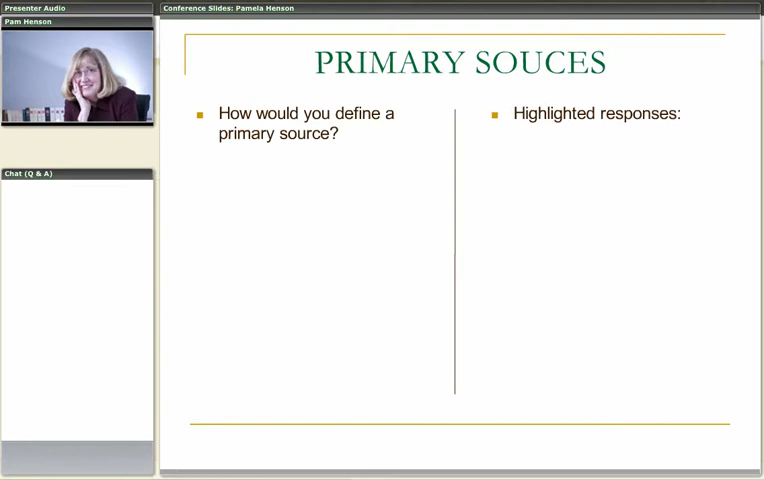 Presenter Audio
Pam Henson
Chat (Q & A)
Conference Slides: Pamela Henson
PRIMARY SOUCES
How would you define a
primary source?
Highlighted responses: